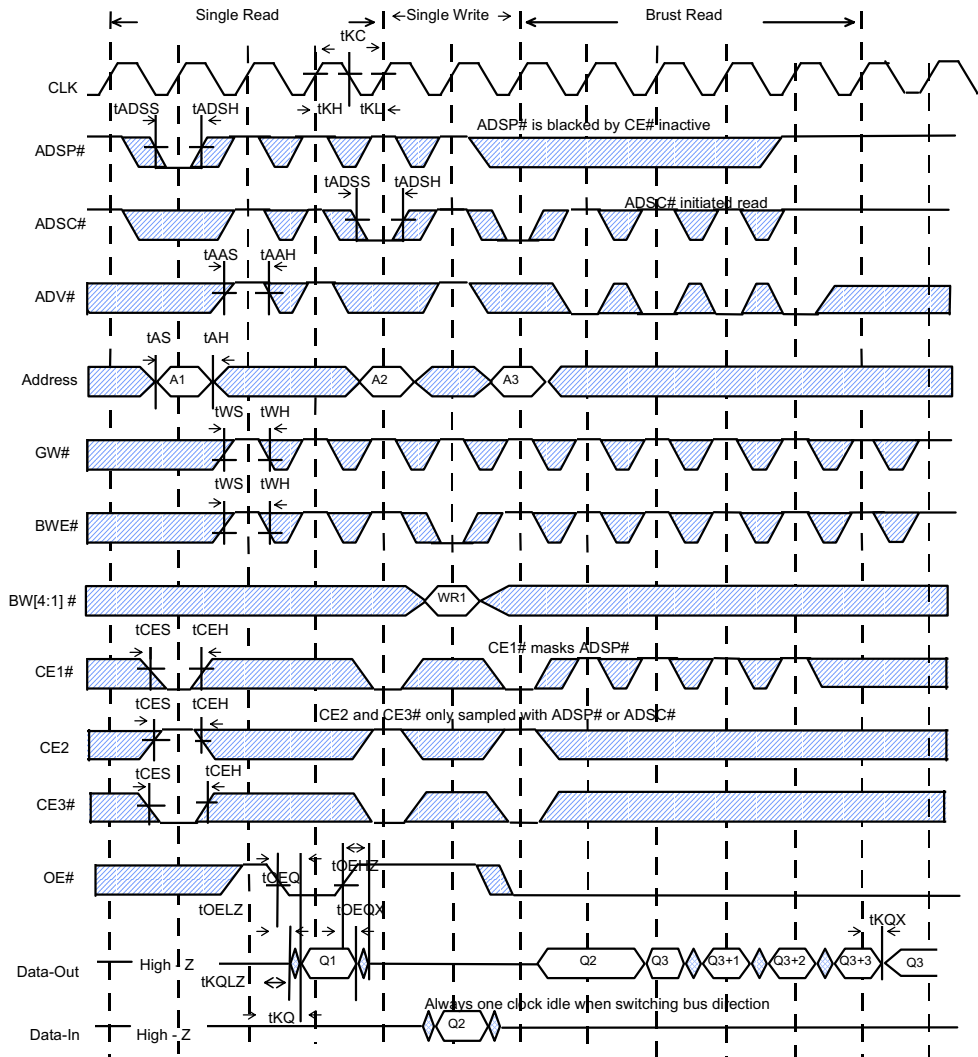 Single Read
Single Write
Brust Read
tKC
CLK
tADSS
tADSH
tKH
tKL
ADSP# is blacked by CE# inactive
ADSP#
tADSS
tADSH
ADSC# initiated read
ADSC#
tAAS
tAAH
ADV#
tAS
tAH
Address
A1
A2
A3
tWS
tWH
GW#
tWS
tWH
BWE#
BW[4:1] #
WR1
tCES
tCEH
CE1# masks ADSP#
CE1#
tCES
tCEH
CE2 and CE3# only sampled with ADSP# or ADSC#
CE2
tCES
tCEH
CE3#
tOEHZ
OE#
tOEQ
tOELZ
tOEQX
tKQX
Data-Out
High - Z
Q1
Q2
Q3
Q3+1
Q3+2
Q3+3
Q3
tKQLZ
Always one clock idle when switching bus direction
tKQ
Data-In
High - Z
Q2